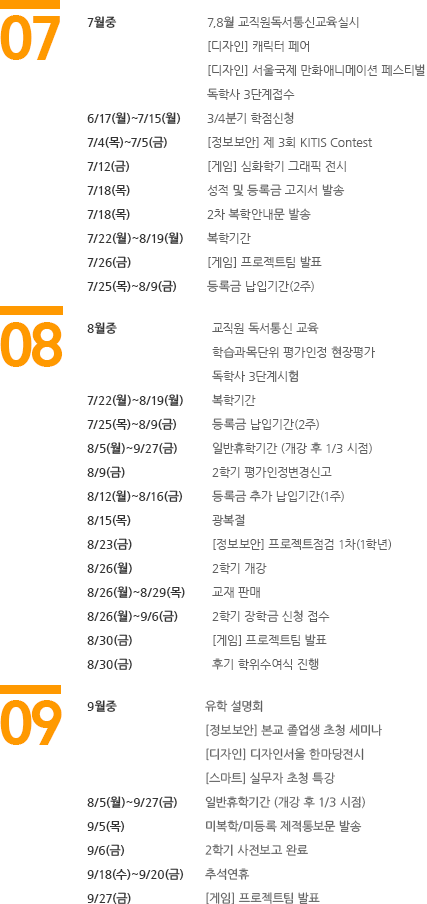 07
7월중 7,8월 교직원독서통신교육실시
[디자인] 캐릭터 페어
[디자인] 서울국제 만화애니메이션 페스티벌
독학사 3단계접수
6/17(월)~7/15(월) 3/4분기 학점신청
7/4(목)~7/5(금) [정보보안] 제 3회 KITIS Contest
7/12(금) [게임] 심화학기 그래픽 전시
7/18(목) 성적 및 등록금 고지서 발송
7/18(목) 2차 복학안내문 발송
7/22(월)~8/19(월) 복학기간
7/26(금) [게임] 프로젝트팀 발표
7/25(목)~8/9(금) 등록금 납입기간(2주)
08
8월중 교직원 독서통신 교육
학습과목단위 평가인정 현장평가
독학사 3단계시험
7/22(월)~8/19(월) 복학기간
7/25(목)~8/9(금) 등록금 납입기간(2주)
8/5(월)~9/27(금) 일반휴학기간 (개강 후 1/3 시점)
8/9(금) 2학기 평가인정변경신고
8/12(월)~8/16(금) 등록금 추가 납입기간(1주)
8/15(목) 광복절
8/23(금) [정보보안] 프로젝트점검 1차(1학년)
8/26(월) 2학기 개강
8/26(월)~8/29(목) 교재 판매
8/26(월)~9/6(금) 2학기 장학금 신청 접수
8/30(금) [게임] 프로젝트팀 발표
8/30(금) 후기 학위수여식 진행
09
9월중 유학 설명회
[정보보안] 본교 졸업생 초청 세미나
[디자인] 디자인서울 한마당전시
[스마트] 실무자 초청 특강
8/5(월)~9/27(금) 일반휴학기간 (개강 후 1/3 시점)
9/5(목) 미복학/미등록 제적통보문 발송
9/6(금) 2학기 사전보고 완료
9/18(수)~9/20(금) 추석연휴
9/27(금) [게임] 프로젝트팀 발표